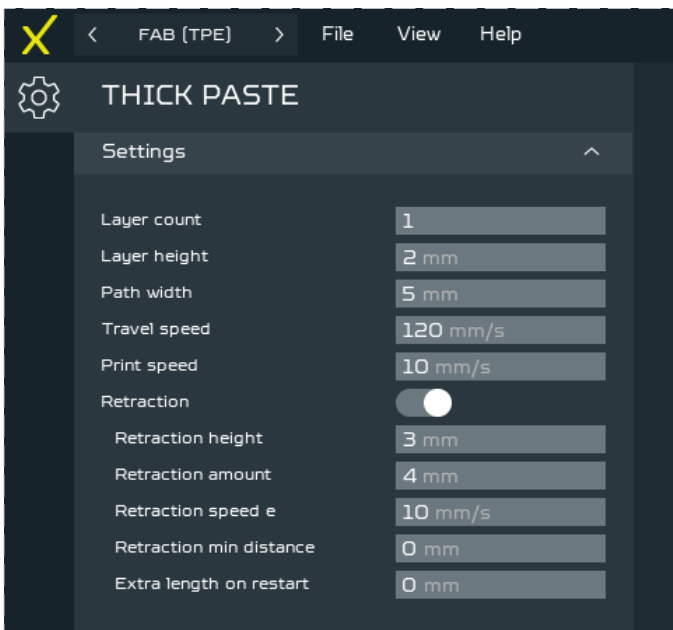 FAB (TPE) File View Help
THICK PASTE
Settings
Layer count 1
Layer height 2 mm
Path width 5 mm
Travel speed 120 mm/s
Print speed 10 mm/s
Retraction
Retraction height 3 mm
Retraction amount 4 mm
Retraction speed e 10 mm/s
Retraction min distance 0 mm
Extra length on restart 0 mm